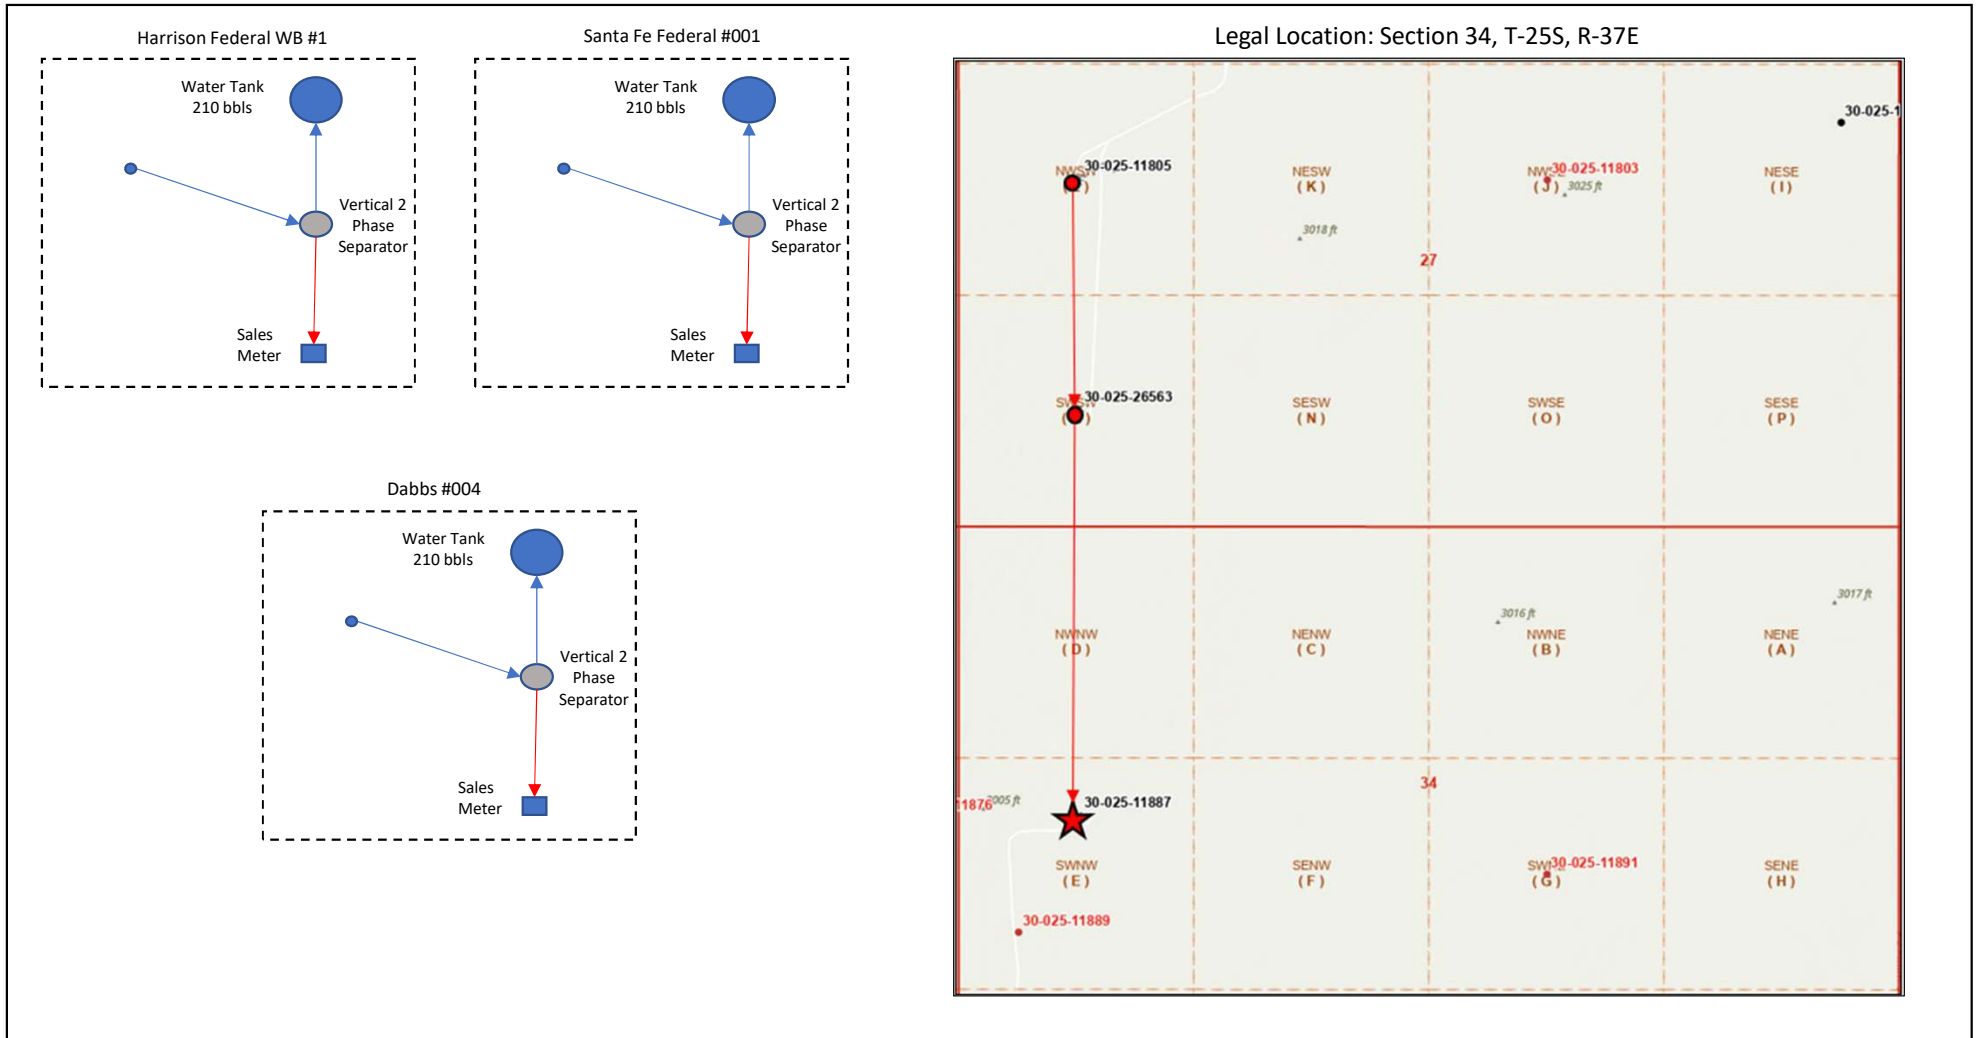 Harrison Federal WB #1
Water Tank
210 bbls
Vertical 2
Phase
Separator
Sales
Meter
Santa Fe Federal #001
Water Tank
210 bbls
Vertical 2
Phase
Separator
Sales
Meter
Dabbs #004
Water Tank
210 bbls
Vertical 2
Phase
Separator
Sales
Meter
Legal Location: Section 34, T-25S, R-37E
30-025-1
30-025-11805
NESW
(K)
30-025-11803
(J)
3025 ft
NESE
(I)
3018 ft
27
30-025-26563
SESW
(N)
SWSE
(O)
SESE
(P)
3017 ft
3016 ft
NWNW
(D)
NENW
(C)
NWNE
(B)
NENE
(A)
34
11876
30-025-11887
SWNW
(E)
SENW
(F)
30-025-11891
(G)
SENE
(H)
30-025-11889